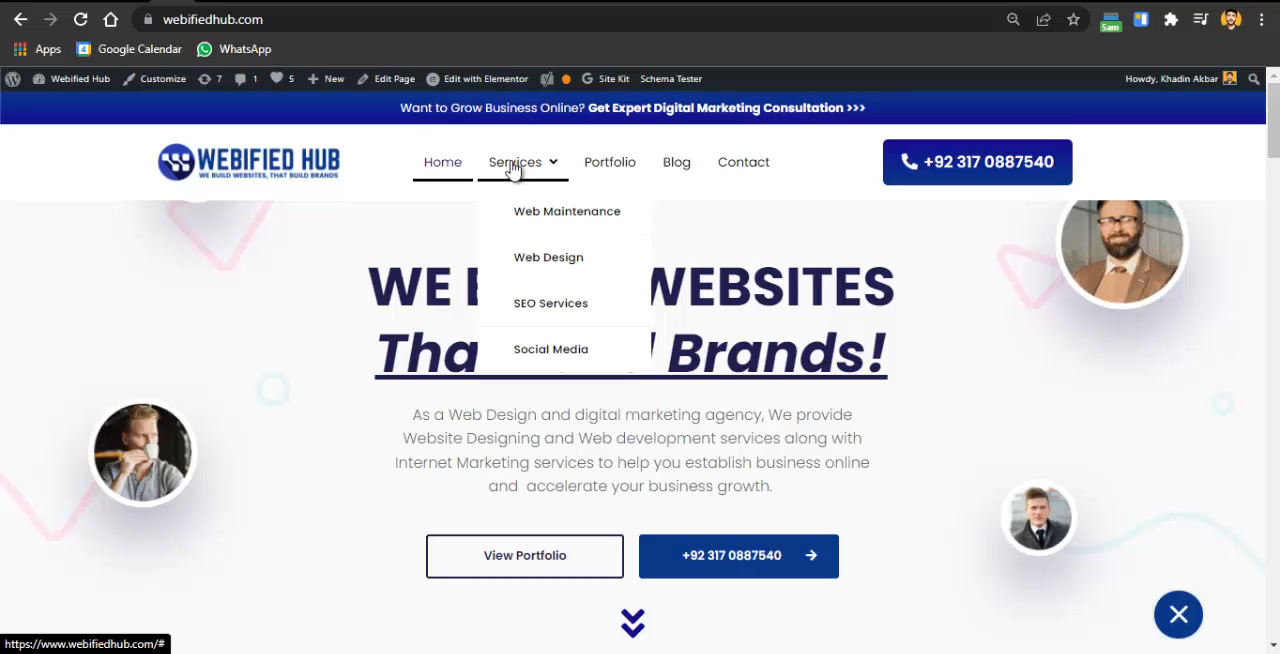 webifiedhub.com
5am
Apps Google Calendar WhatsApp
Webified Hub Customize 7 1 5 New Edit Page Edit with Elementor Site Kit Schema Tester Howdy, Khadin Akbar
Want to Grow Business Online? Get Expert Digital Marketing Consultation >>>
WEBIFIED HUB
WE BUILD WEBSITES, THAT BUILD BRANDS
Home Services Portfolio Blog Contact
+92 317 0887540
Web Maintenance
Web Design
SEO Services
Social Media
WE WEBSITES
Tha Brands!
As a Web Design and digital marketing agency, We provide
Website Designing and Web development services along with
Internet Marketing services to help you establish business online
and accelerate your business growth.
View Portfolio
+92 317 0887540
https://www.webifiedhub.com/#